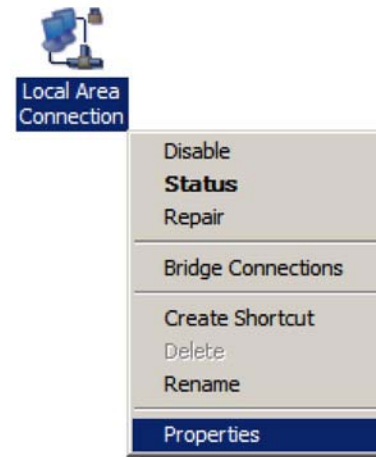 Local Area
Connection
Disable
Status
Repair
Bridge Connections
Create Shortcut
Delete
Rename
Properties